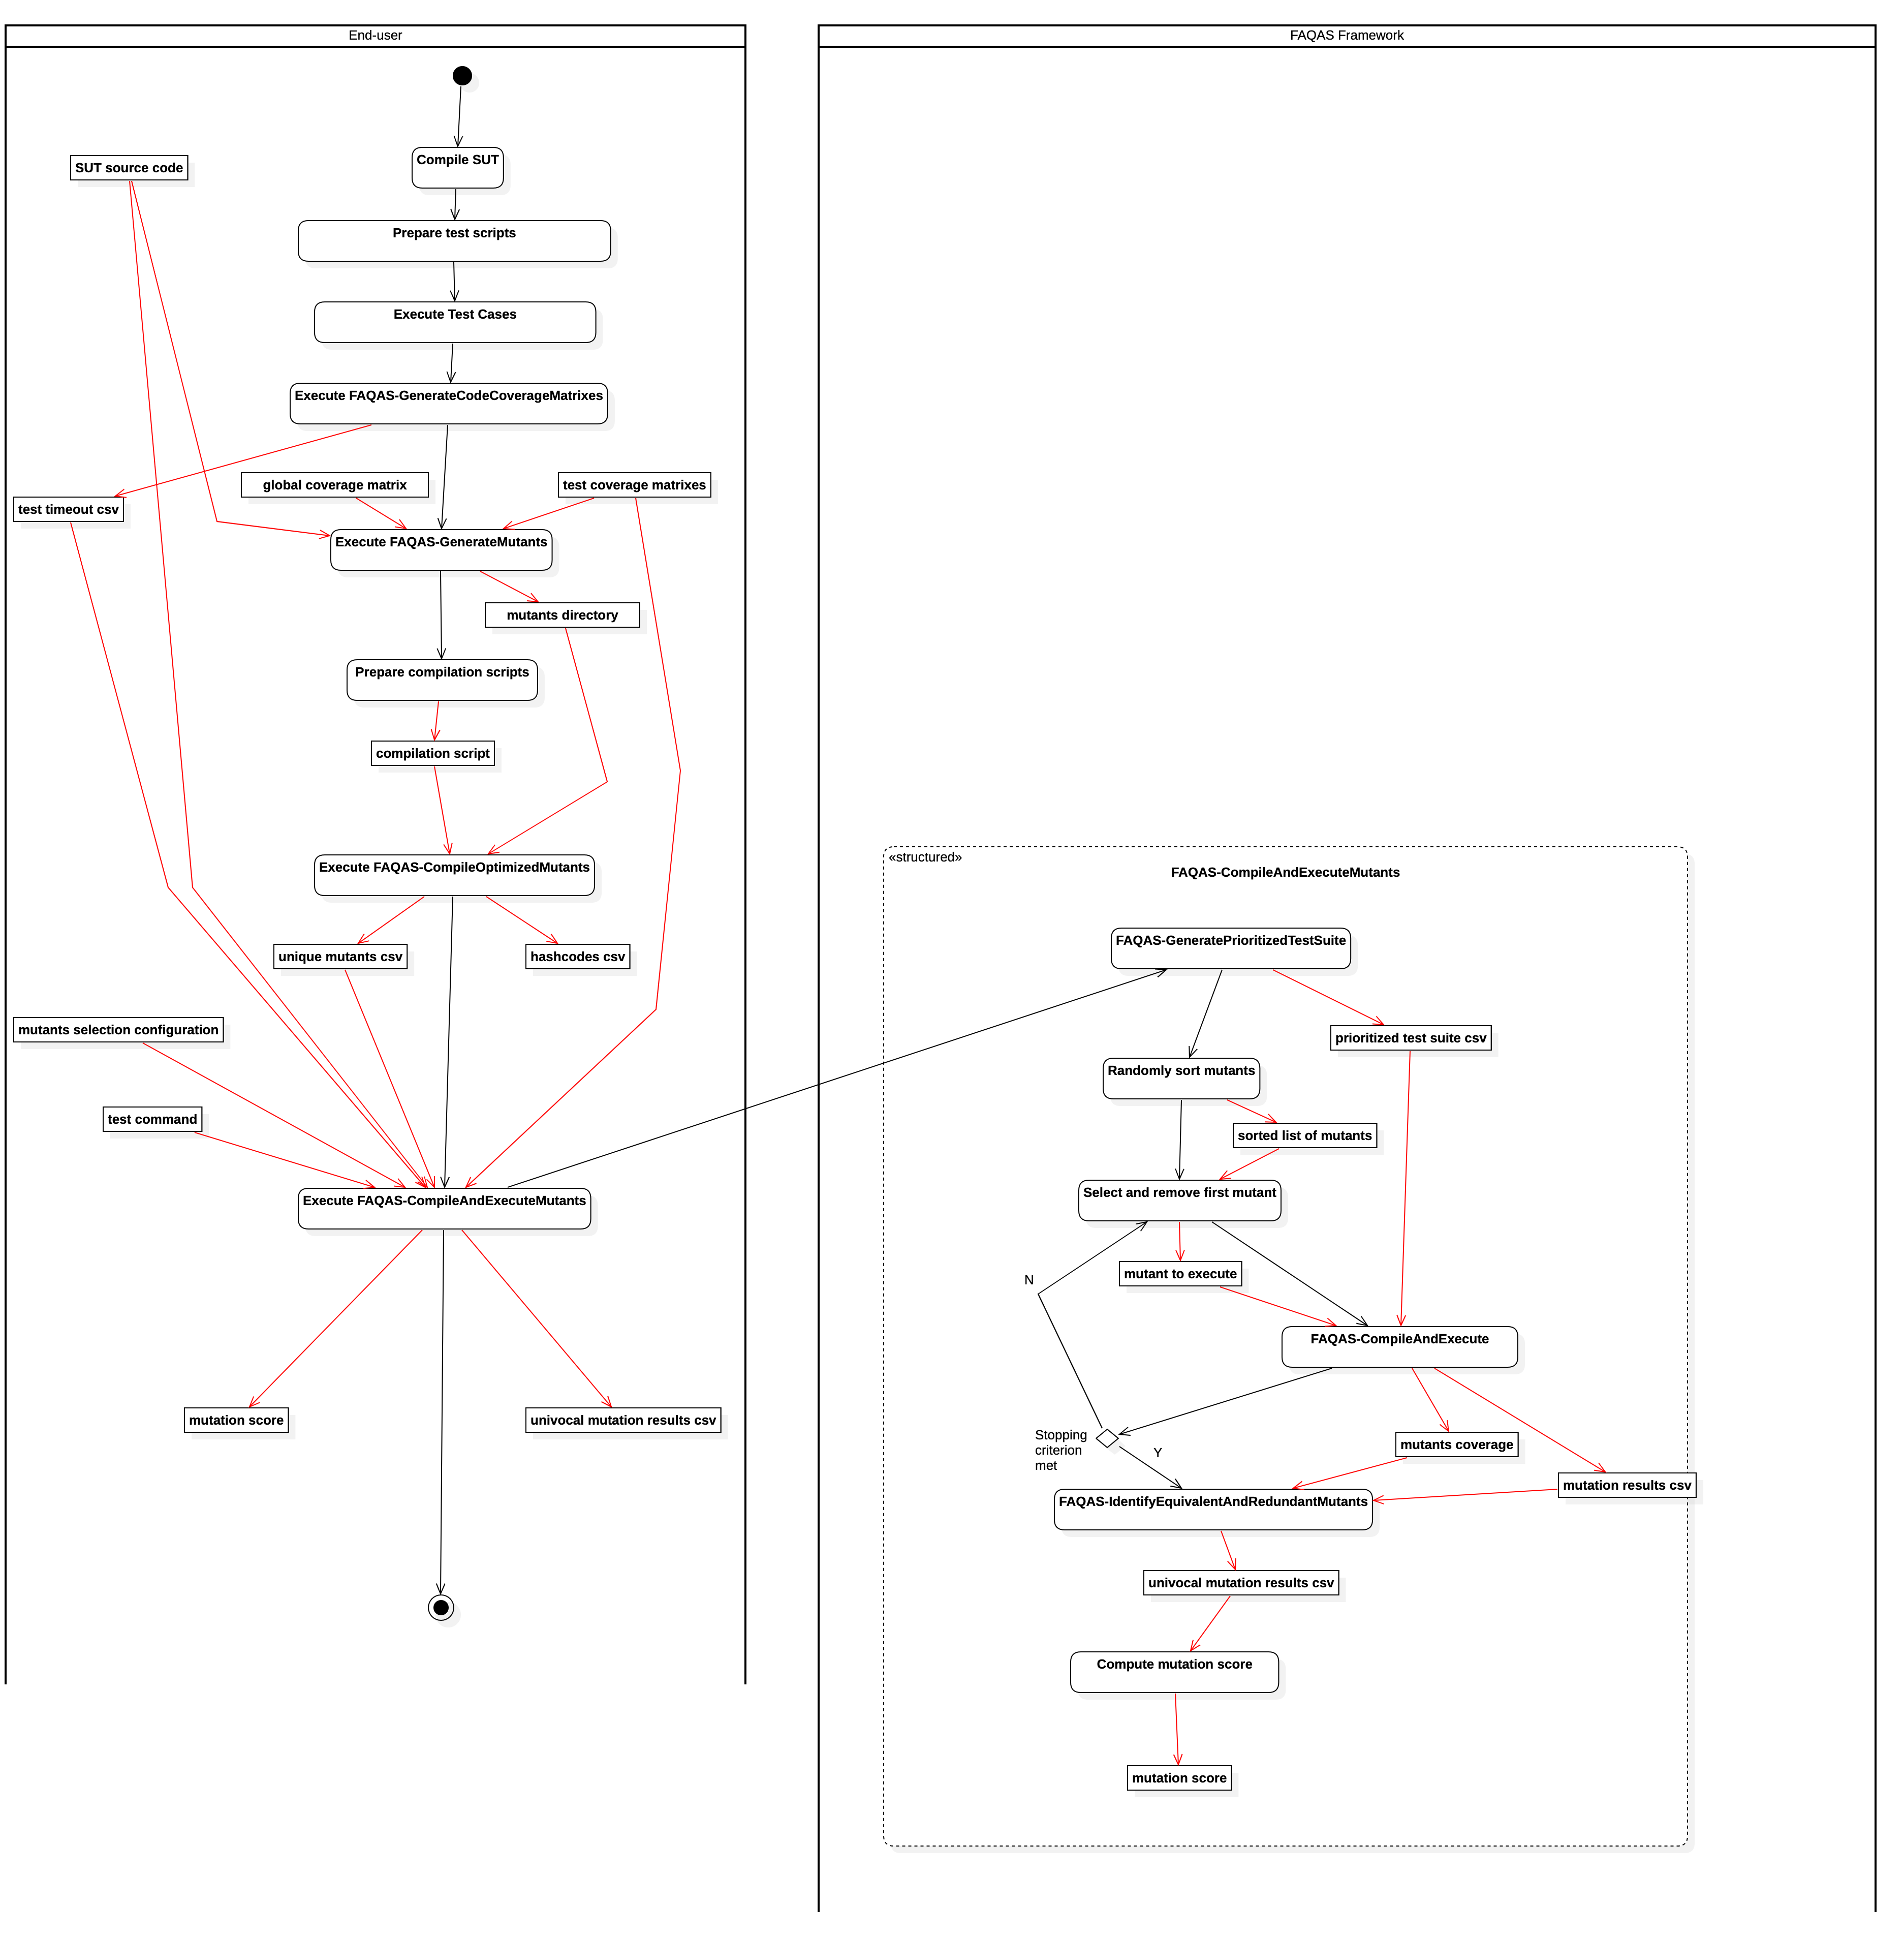 End-user
Compile SUT
SUT source code
Prepare test scripts
Execute Test Cases
Execute FAQAS-GenerateCodeCoverageMatrixes
global coverage matrix
test coverage matrixes
test timeout csv
Execute FAQAS-GenerateMutants
mutants directory
Prepare compilation scripts
compilation script
Execute FAQAS-CompileOptimizedMutants
unique mutants csv
hashcodes csv
mutants selection configuration
test command
Execute FAQAS-CompileAndExecuteMutants
mutation score
univocal mutation results csv
FAQAS Framework
«structured»
FAQAS-CompileAndExecuteMutants
FAQAS-GeneratePrioritizedTestSuite
prioritized test suite csv
Randomly sort mutants
sorted list of mutants
Select and remove first mutant
mutant to execute
N
FAQAS-CompileAndExecute
Stopping
criterion
met
Y
mutants coverage
mutation results csv
FAQAS-IdentifyEquivalentAndRedundantMutants
univocal mutation results csv
Compute mutation score
mutation score